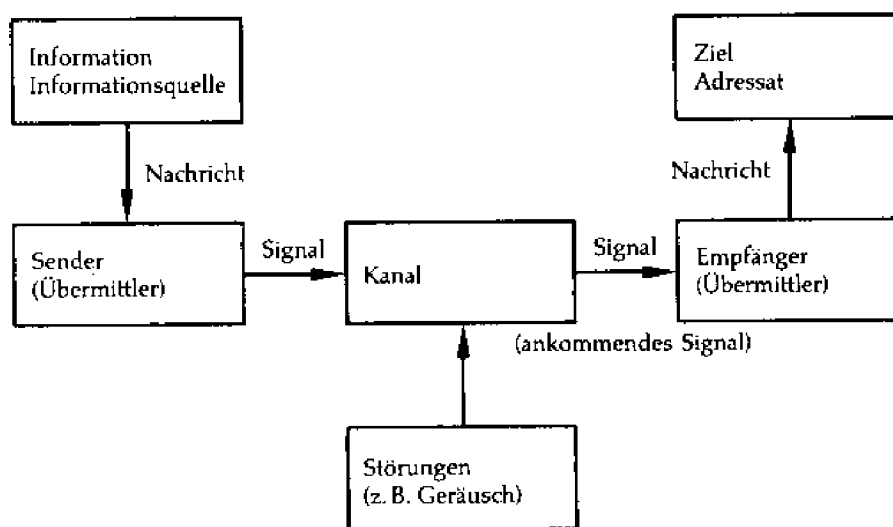 Information
Informationsquelle
Ziel
Adressat
Nachricht
Nachricht
Sender
(Übermittler)
Signal
Kanal
Signal
Empfänger
(Übermittler)
(ankommendes Signal)
Störungen
(z. B. Geräusch)